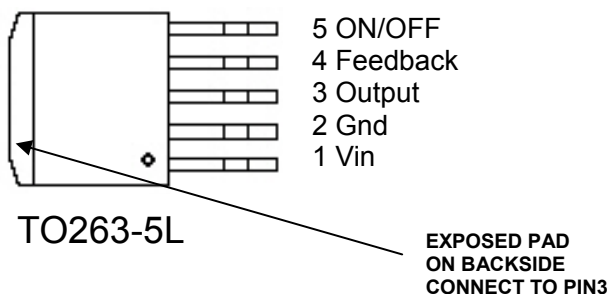 5 ON/OFF
4 Feedback
3 Output
2 Gnd
1 Vin
TO263-5L
EXPOSED PAD
ON BACKSIDE
CONNECT TO PIN3